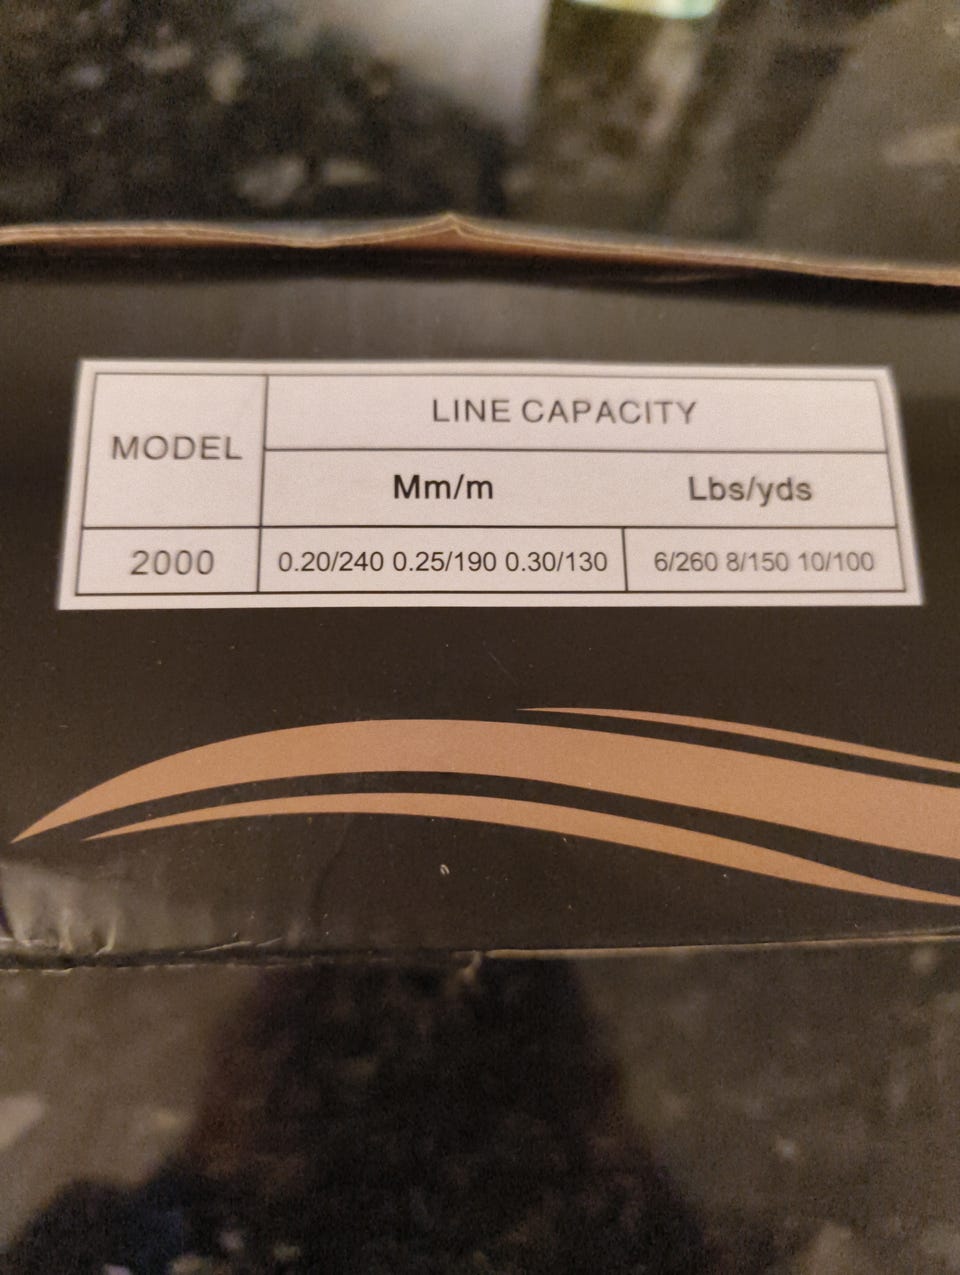 MODEL
LINE CAPACITY
Mm/m Lbs/yds
2000 0.20/240 0.25/190 0.30/130 6/260 8/150 10/100